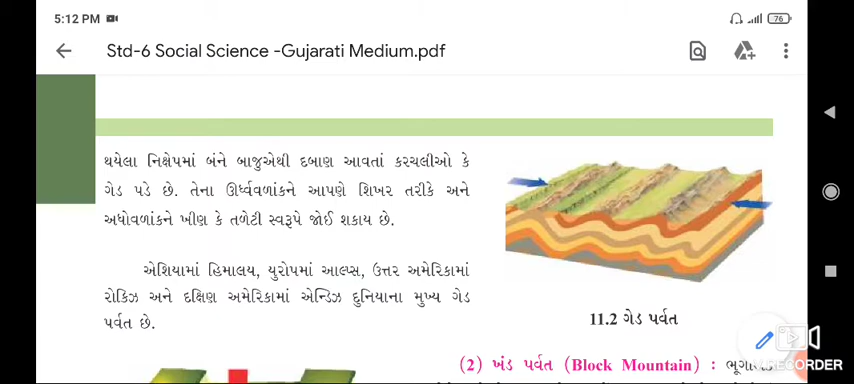 5:12 PM
76
Std-6 Social Science -Gujarati Medium.pdf
થયેલા નિક્ષેપમાં બંને બાજુએથી દબાણ આવતાં કરચલીઓ કે
ગેડ પડે છે. તેના ઊર્ધ્વવળાંકને આપણે શિખર તરીકે અને
અધોવળાંકને ખીણ કે તળેટી સ્વરૂપે જોઈ શકાય છે.
એશિયામાં હિમાલય, યુરોપમાં આલ્પ્સ, ઉત્તર અમેરિકામાં
રોકિઝ અને દક્ષિણ અમેરિકામાં એન્ડિઝ દુનિયાના મુખ્ય ગેડ
પર્વત છે.
11.2 ગેડ પર્વત
(2) ખંડ પર્વત (Block Mountain) :
RECORDER